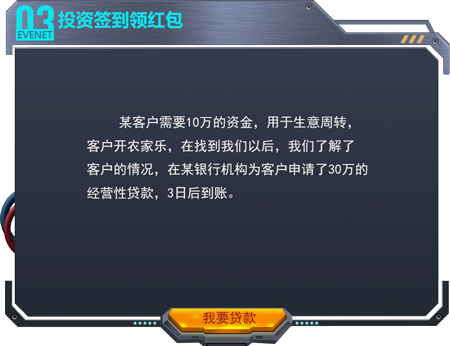 03
EVENET
投资签到领红包
某客户需要10万的资金，用于生意周转，
客户开农家乐，在找到我们以后，我们了解了
客户的情况，在某银行机构为客户申请了30万的
经营性贷款，3日后到账。
我要贷款